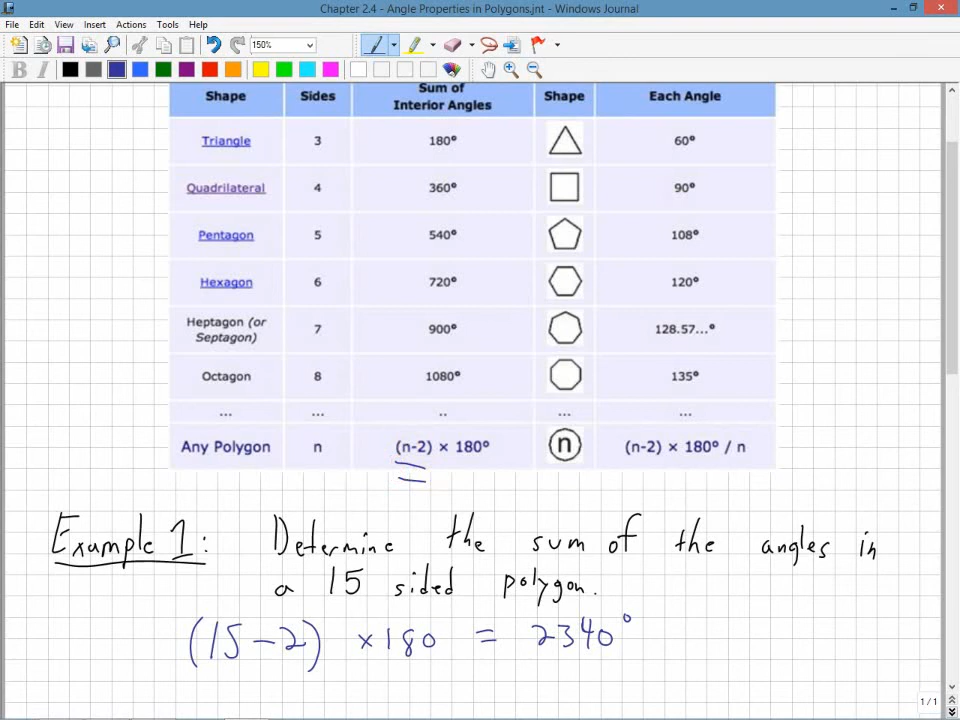 Chapter 2.4 - Angle Properties in Polygons.jnt - Windows Journal
File Edit View Insert Actions Tools Help
150%
B I
Shape Sides Sum of Interior Angles Shape Each Angle
Triangle 3 180° 60°
Quadrilateral 4 360° 90°
Pentagon 5 540° 108°
Hexagon 6 720° 120°
Heptagon (or Septagon) 7 900° 128.57...°
Octagon 8 1080° 135°
... ... .. ... ...
Any Polygon n (n-2) × 180° n (n-2) × 180° / n
Example 1: Determine the sum of the angles in
a 15 sided polygon.
(15-2) ×180 = 2340°
1 / 1